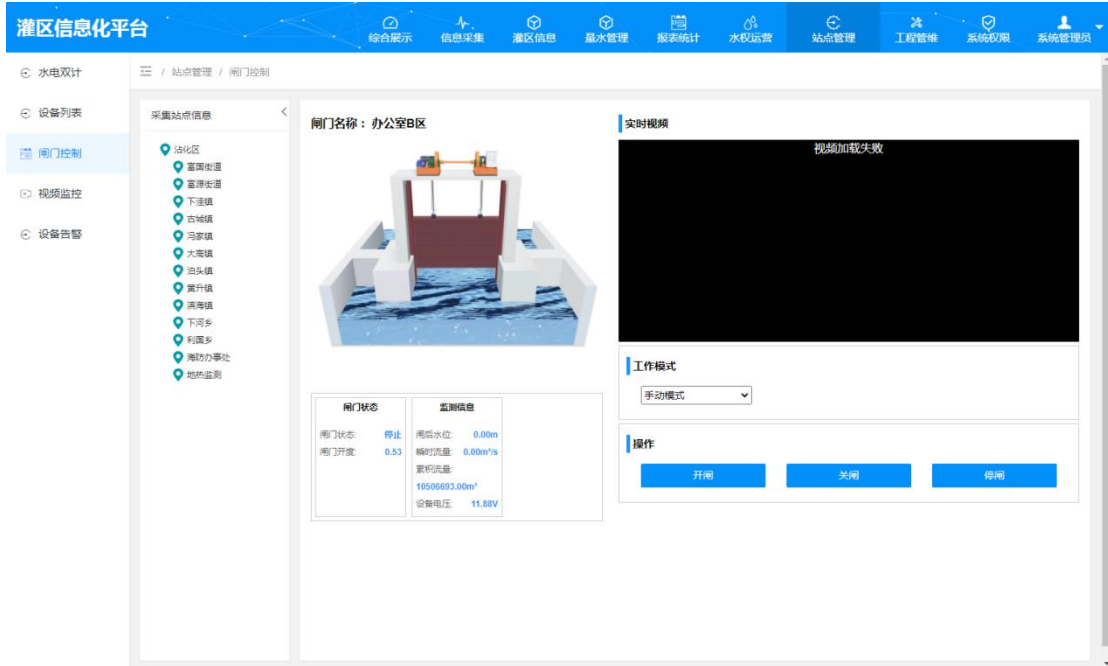 灌区信息化平台
综合展示
信息采集
灌区信息
量水管理
报表统计
水权运营
站点管理
工程管维
系统权限
系统管理员
水电双计
设备列表
闸门控制
视频监控
设备告警
/ 站点管理 / 闸门控制
采集站点信息
沾化区
富国街道
富源街道
下洼镇
古城镇
冯家镇
大高镇
泊头镇
黄升镇
滨海镇
下河乡
利国乡
海防办事处
地热监测
闸门名称： 办公室B区
闸门状态
闸门状态: 停止
闸门开度: 0.53
监测信息
闸后水位: 0.00m
瞬时流量: 0.00m³/s
累积流量:
10506693.00m³
设备电压: 11.88V
实时视频
视频加载失败
工作模式
手动模式
操作
开闸
关闸
停闸